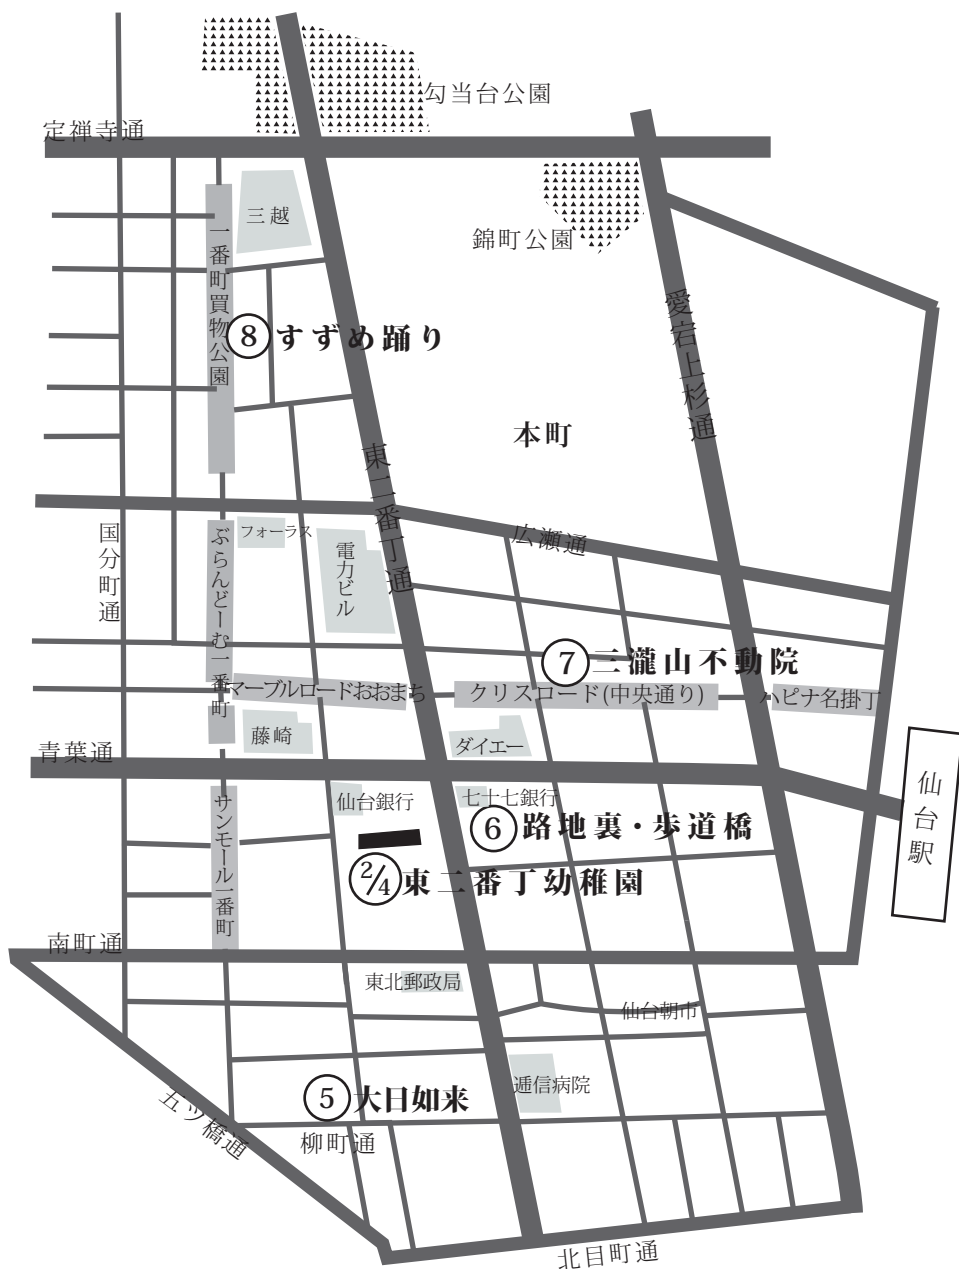 勾当台公園
定禅寺通
三越
錦町公園
一番町買物公園
愛宕上杉通
⑧すずめ踊り
本町
東二番丁通
広瀬通
国分町通
フォーラス
電力ビル
ぶらんどーむ一番町
⑦三瀧山不動院
マーブルロードおおまち
クリスロード(中央通り)
ハピナ名掛丁
藤崎
ダイエー
青葉通
仙台駅
サンモール一番町
仙台銀行
七十七銀行
⑥路地裏・歩道橋
2/4東二番丁幼稚園
南町通
東北郵政局
仙台朝市
⑤大日如来
逓信病院
五ツ橋通
柳町通
北目町通